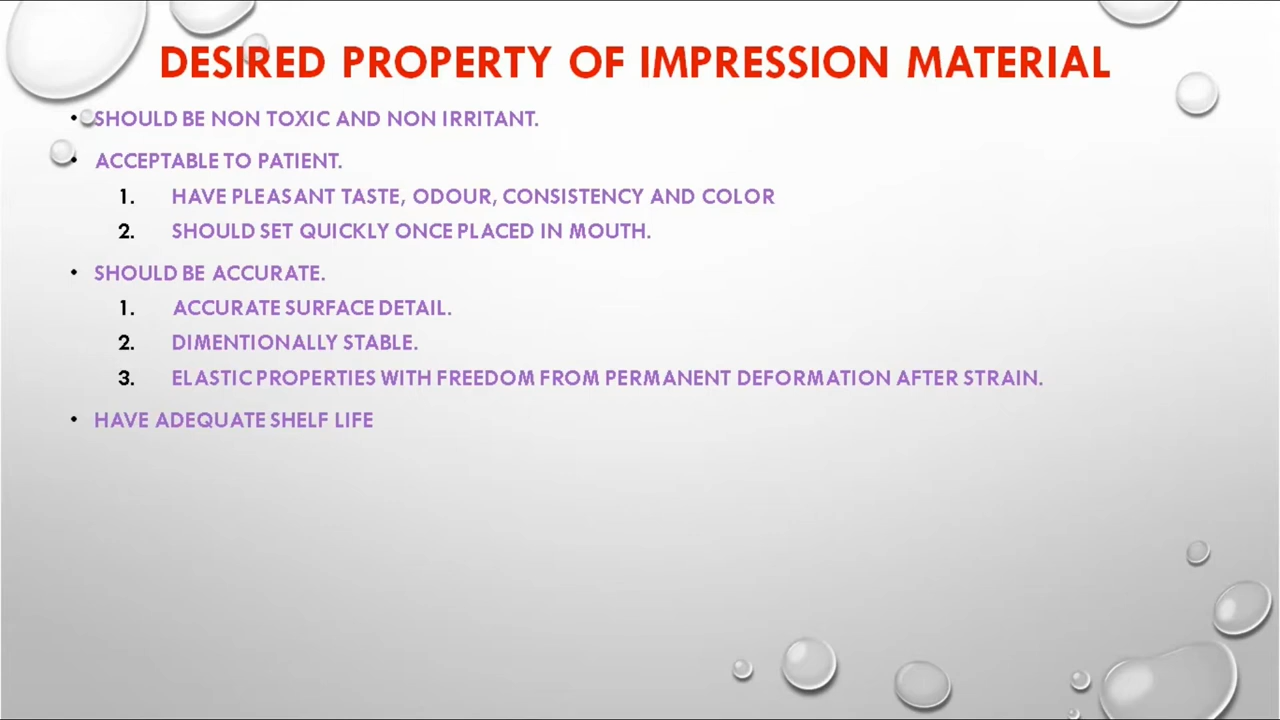 DESIRED PROPERTY OF IMPRESSION MATERIAL
• SHOULD BE NON TOXIC AND NON IRRITANT.
• ACCEPTABLE TO PATIENT.
1. HAVE PLEASANT TASTE, ODOUR, CONSISTENCY AND COLOR
2. SHOULD SET QUICKLY ONCE PLACED IN MOUTH.
• SHOULD BE ACCURATE.
1. ACCURATE SURFACE DETAIL.
2. DIMENTIONALLY STABLE.
3. ELASTIC PROPERTIES WITH FREEDOM FROM PERMANENT DEFORMATION AFTER STRAIN.
• HAVE ADEQUATE SHELF LIFE